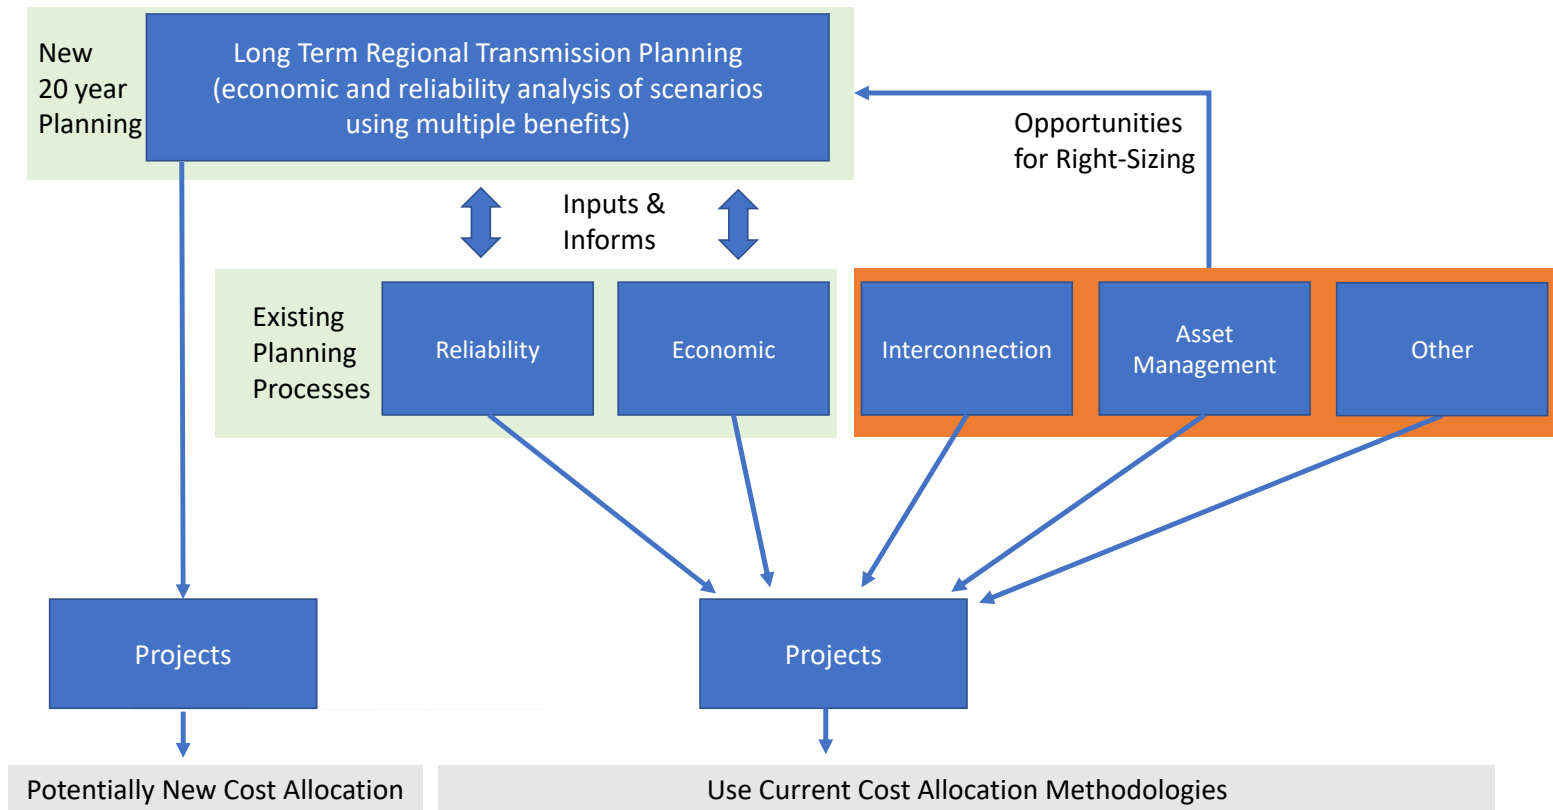 New
20 year
Planning
Long Term Regional Transmission Planning
(economic and reliability analysis of scenarios
using multiple benefits)
Opportunities
for Right-Sizing
Inputs &
Informs
Existing
Planning
Processes
Reliability
Economic
Interconnection
Asset
Management
Other
Projects
Projects
Potentially New Cost Allocation
Use Current Cost Allocation Methodologies